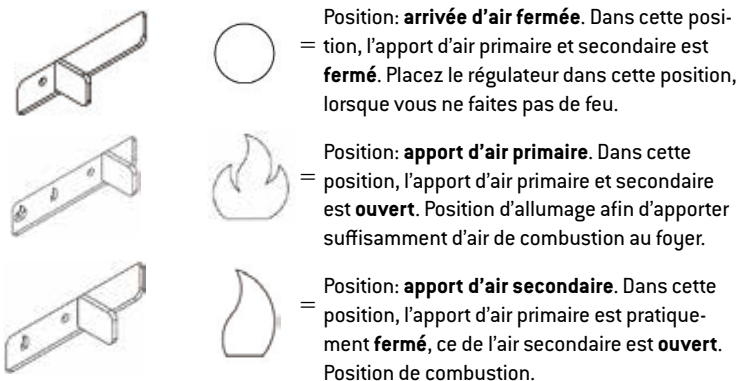 Position: arrivée d'air fermée. Dans cette posi-
= tion, l'apport d'air primaire et secondaire est
fermé. Placez le régulateur dans cette position,
lorsque vous ne faites pas de feu.
Position: apport d'air primaire. Dans cette
= position, l'apport d'air primaire et secondaire
est ouvert. Position d'allumage afin d'apporter
suffisamment d'air de combustion au foyer.
Position: apport d'air secondaire. Dans cette
= position, l'apport d'air primaire est pratique-
ment fermé, ce de l'air secondaire est ouvert.
Position de combustion.